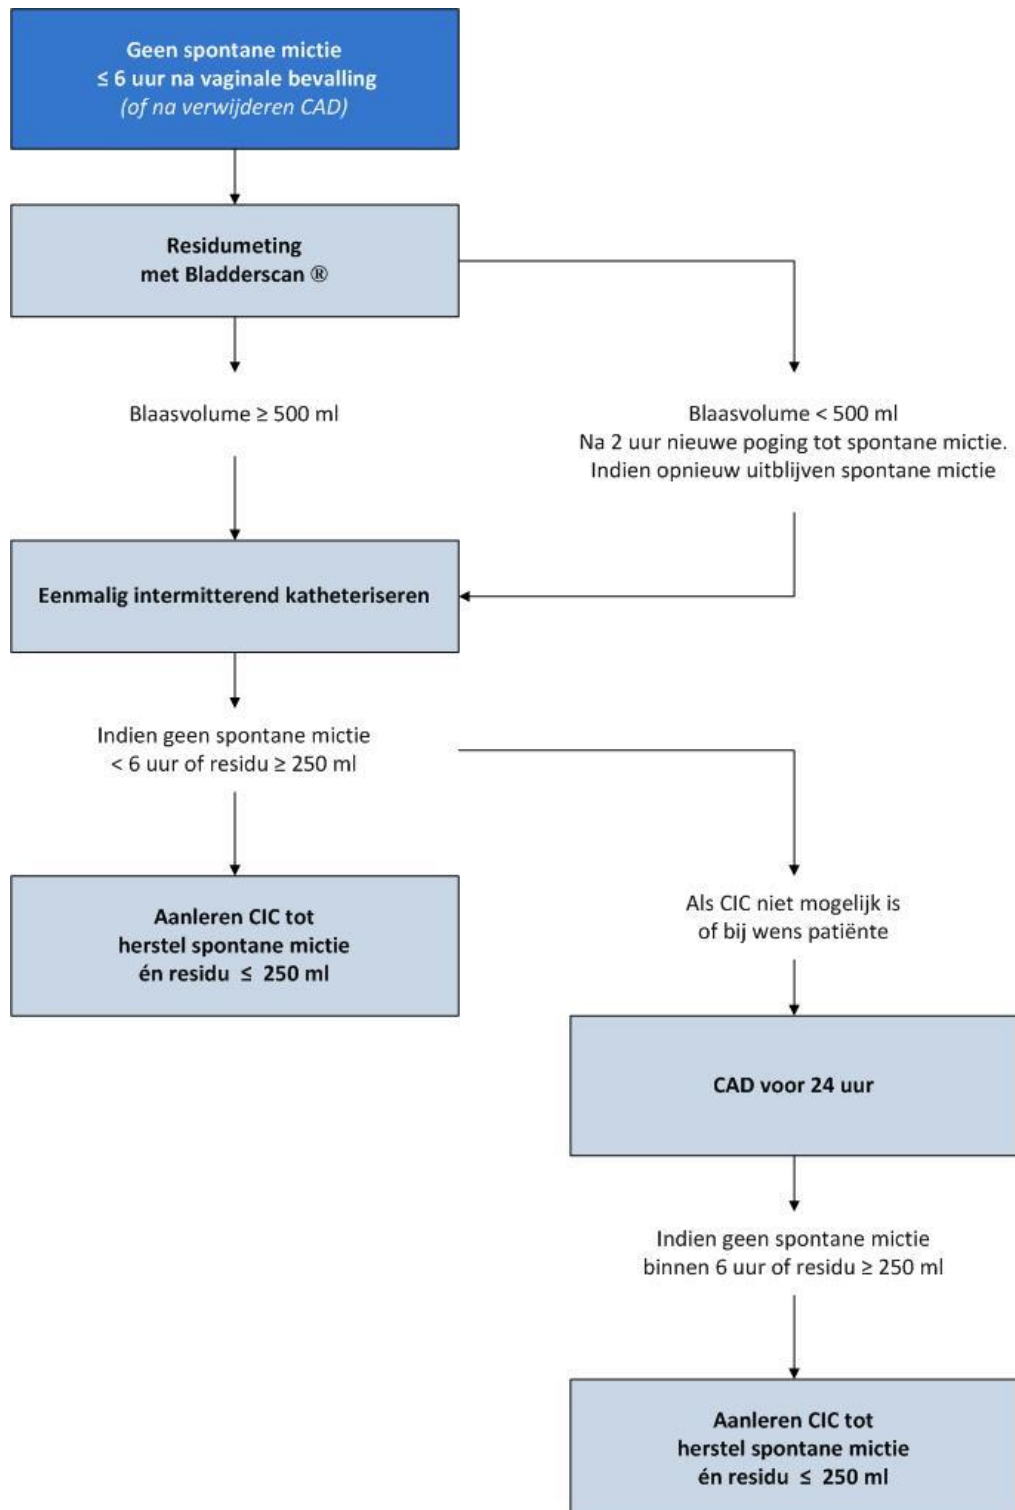 Geen spontane mictie
≤ 6 uur na vaginale bevalling
(of na verwijderen CAD)
Residumeting
met Bladderscan ®
Blaasvolume ≥ 500 ml
Blaasvolume < 500 ml
Na 2 uur nieuwe poging tot spontane mictie.
Indien opnieuw uitblijven spontane mictie
Eenmalig intermitterend katheteriseren
Indien geen spontane mictie
< 6 uur of residu ≥ 250 ml
Aanleren CIC tot
herstel spontane mictie
én residu ≤ 250 ml
Als CIC niet mogelijk is
of bij wens patiënte
CAD voor 24 uur
Indien geen spontane mictie
binnen 6 uur of residu ≥ 250 ml
Aanleren CIC tot
herstel spontane mictie
én residu ≤ 250 ml